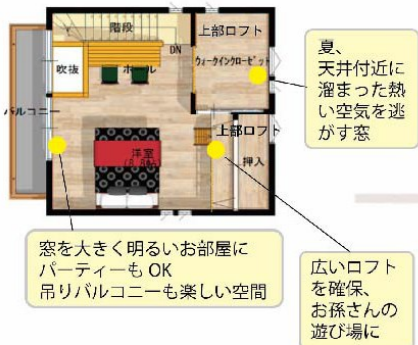 階段
上部ロフト
DN
ウォークインクローゼット
吹抜
ホール
バルコニー
上部ロフト
洋室
押入
夏、
天井付近に
溜まった熱
い空気を逃
がす窓
窓を大きく明るいお部屋に
パーティーも OK
吊りバルコニーも楽しい空間
広いロフト
を確保、
お孫さんの
遊び場に